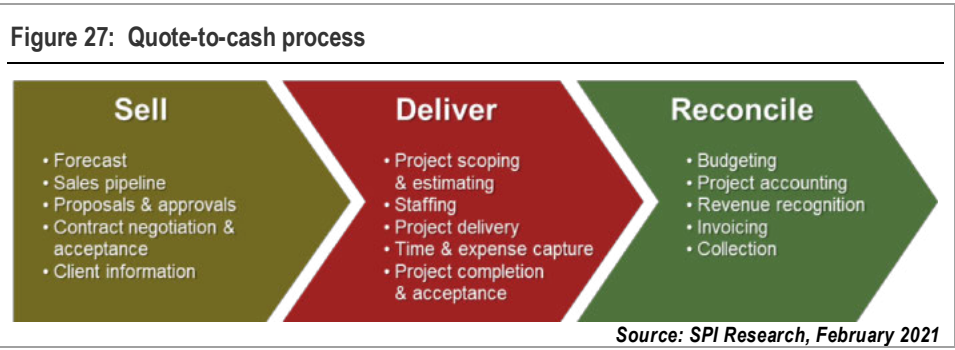 Figure 27: Quote-to-cash process
Sell
• Forecast
• Sales pipeline
• Proposals & approvals
• Contract negotiation &
acceptance
• Client information
Deliver
• Project scoping
& estimating
• Staffing
• Project delivery
• Time & expense capture
• Project completion
& acceptance
Reconcile
• Budgeting
• Project accounting
• Revenue recognition
• Invoicing
• Collection
Source: SPI Research, February 2021